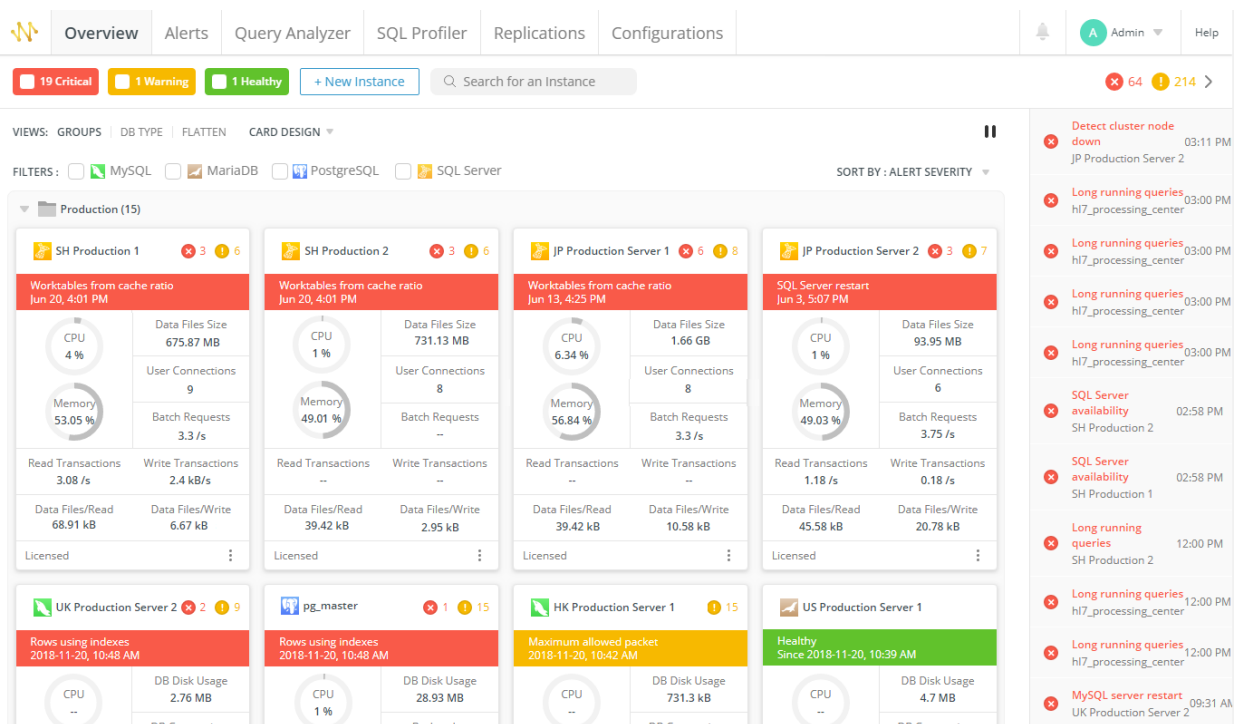 Overview Alerts Query Analyzer SQL Profiler Replications Configurations A Admin Help
19 Critical 1 Warning 1 Healthy + New Instance Search for an Instance 64 214
VIEWS: GROUPS DB TYPE FLATTEN CARD DESIGN
FILTERS : MySQL MariaDB PostgreSQL SQL Server SORT BY : ALERT SEVERITY
Production (15)
SH Production 1 3 6
Worktables from cache ratio
Jun 20, 4:01 PM
CPU
4 %
Memory
53.05 %
Data Files Size
675.87 MB
User Connections
9
Batch Requests
3.3 /s
Read Transactions
3.08 /s
Write Transactions
2.4 kB/s
Data Files/Read
68.91 kB
Data Files/Write
6.67 kB
Licensed
SH Production 2 3 6
Worktables from cache ratio
Jun 20, 4:01 PM
CPU
1 %
Memory
49.01 %
Data Files Size
731.13 MB
User Connections
8
Batch Requests
--
Read Transactions
--
Write Transactions
--
Data Files/Read
39.42 kB
Data Files/Write
2.95 kB
Licensed
JP Production Server 1 6 8
Worktables from cache ratio
Jun 13, 4:25 PM
CPU
6.34 %
Memory
56.84 %
Data Files Size
1.66 GB
User Connections
8
Batch Requests
3.3 /s
Read Transactions
--
Write Transactions
--
Data Files/Read
39.42 kB
Data Files/Write
10.58 kB
Licensed
JP Production Server 2 3 7
SQL Server restart
Jun 3, 5:07 PM
CPU
1 %
Memory
49.03 %
Data Files Size
93.95 MB
User Connections
6
Batch Requests
3.75 /s
Read Transactions
1.18 /s
Write Transactions
0.18 /s
Data Files/Read
45.58 kB
Data Files/Write
20.78 kB
Licensed
UK Production Server 2 2 9
Rows using indexes
2018-11-20, 10:48 AM
CPU
--
DB Disk Usage
2.76 MB
pg_master 1 15
Rows using indexes
2018-11-20, 10:48 AM
CPU
1 %
DB Disk Usage
28.93 MB
HK Production Server 1 15
Maximum allowed packet
2018-11-20, 10:42 AM
CPU
--
DB Disk Usage
731.3 kB
US Production Server 1
Healthy
Since 2018-11-20, 10:39 AM
CPU
--
DB Disk Usage
4.7 MB
Detect cluster node
down 03:11 PM
JP Production Server 2
Long running queries 03:00 PM
hl7_processing_center
Long running queries 03:00 PM
hl7_processing_center
Long running queries 03:00 PM
hl7_processing_center
Long running queries 03:00 PM
hl7_processing_center
SQL Server
availability 02:58 PM
SH Production 2
SQL Server
availability 02:58 PM
SH Production 1
Long running
queries 12:00 PM
SH Production 2
Long running queries 12:00 PM
hl7_processing_center
Long running queries 12:00 PM
hl7_processing_center
MySQL server restart 09:31 AM
UK Production Server 2